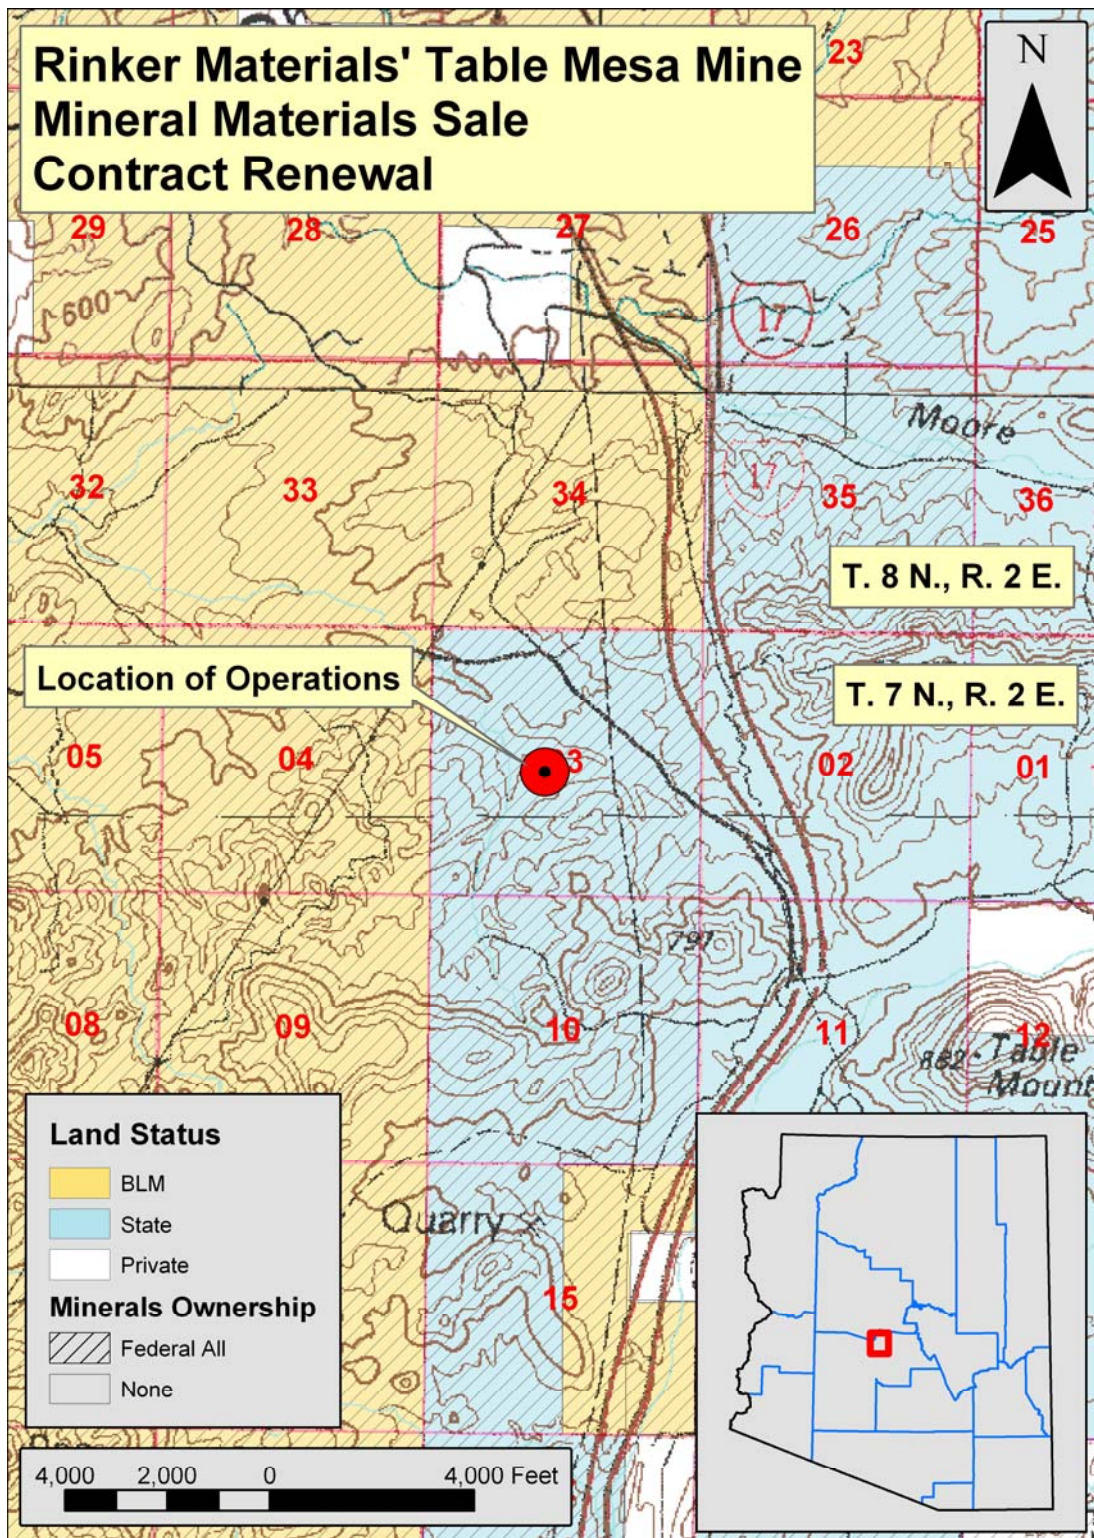 Rinker Materials' Table Mesa Mine
Mineral Materials Sale
Contract Renewal
N
23
29
28
27
26
25
600
17
Moore
32
33
34
17
35
36
T. 8 N., R. 2 E.
T. 7 N., R. 2 E.
Location of Operations
05
04
3
02
01
797
08
09
10
11
12
882
Table
Mount
Quarry
15
Land Status
BLM
State
Private
Minerals Ownership
Federal All
None
4,000 2,000 0 4,000 Feet